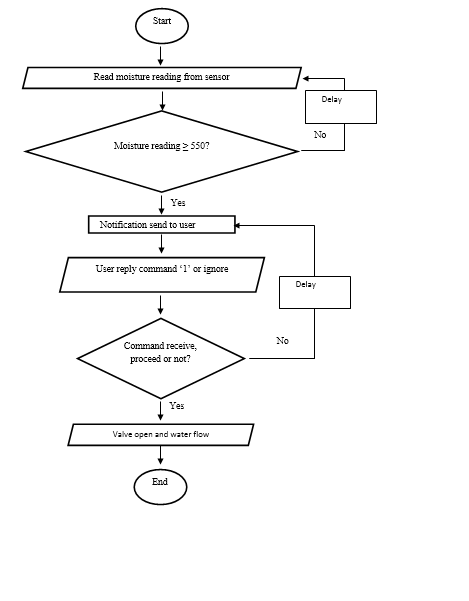 Start
Read moisture reading from sensor
Delay
No
Moisture reading ≥ 550?
Yes
Notification send to user
User reply command ‘1’ or ignore
Delay
No
Command receive,
proceed or not?
Yes
Valve open and water flow
End